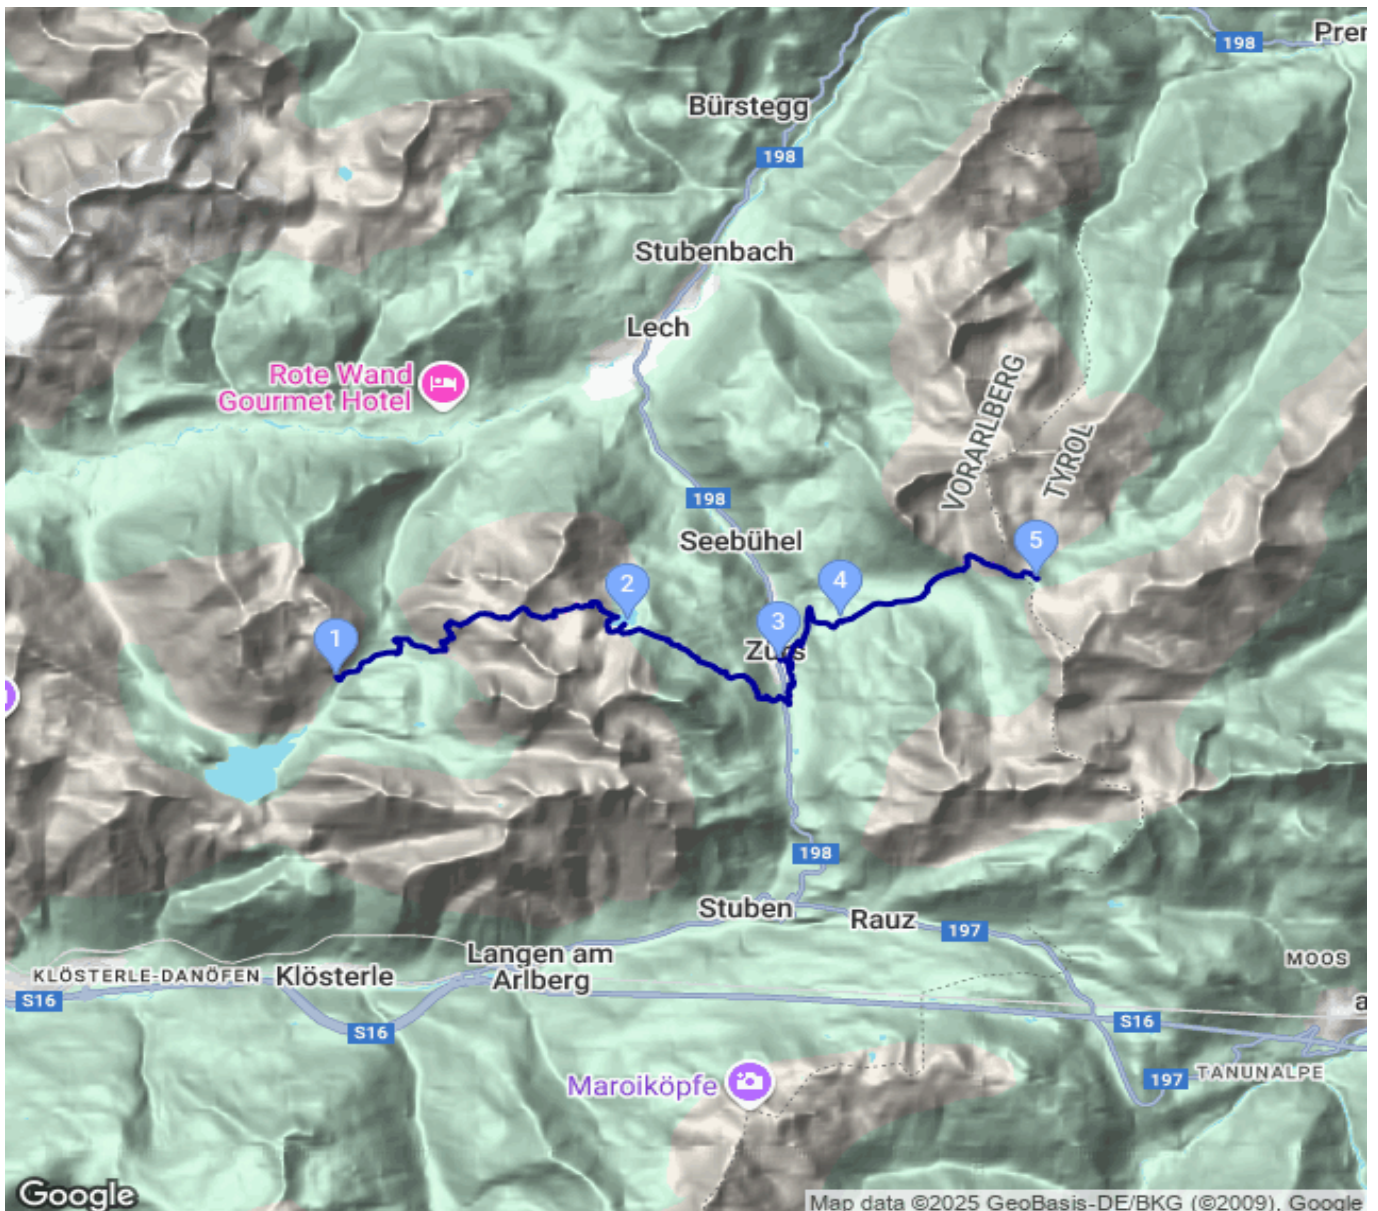 198
Prer
Bürstegg
198
Stubenbach
Lech
Rote Wand
Gourmet Hotel
VORARLBERG
TYROL
198
Seebühel
5
4
2
3
1
Zürs
198
Stuben
Rauz
197
Langen am
Arlberg
MOOS
KLÖSTERLE-DANÖFEN
Klösterle
S16
a
S16
S16
Maroiköpfe
197
TANUNALPE
Google
Map data ©2025 GeoBasis-DE/BKG (©2009), Google